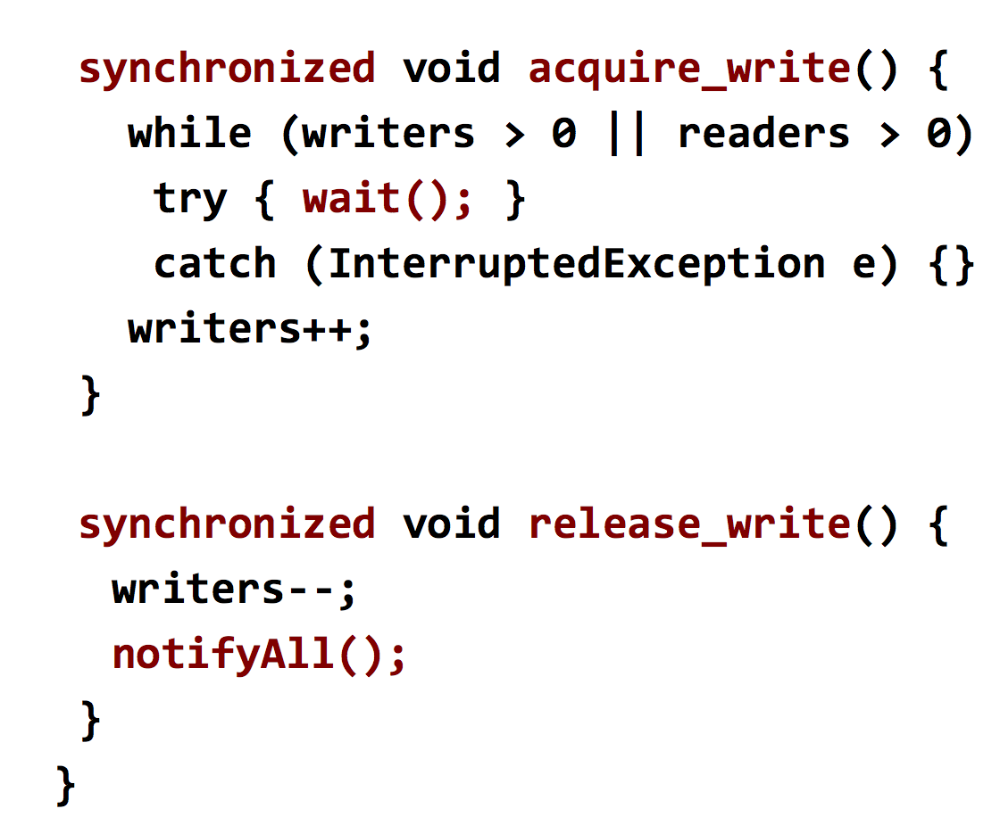 synchronized void acquire_write() {
while (writers > 0 || readers > 0)
try { wait(); }
catch (InterruptedException e) {}
writers++;
}
synchronized void release_write() {
writers--;
notifyAll();
}
}